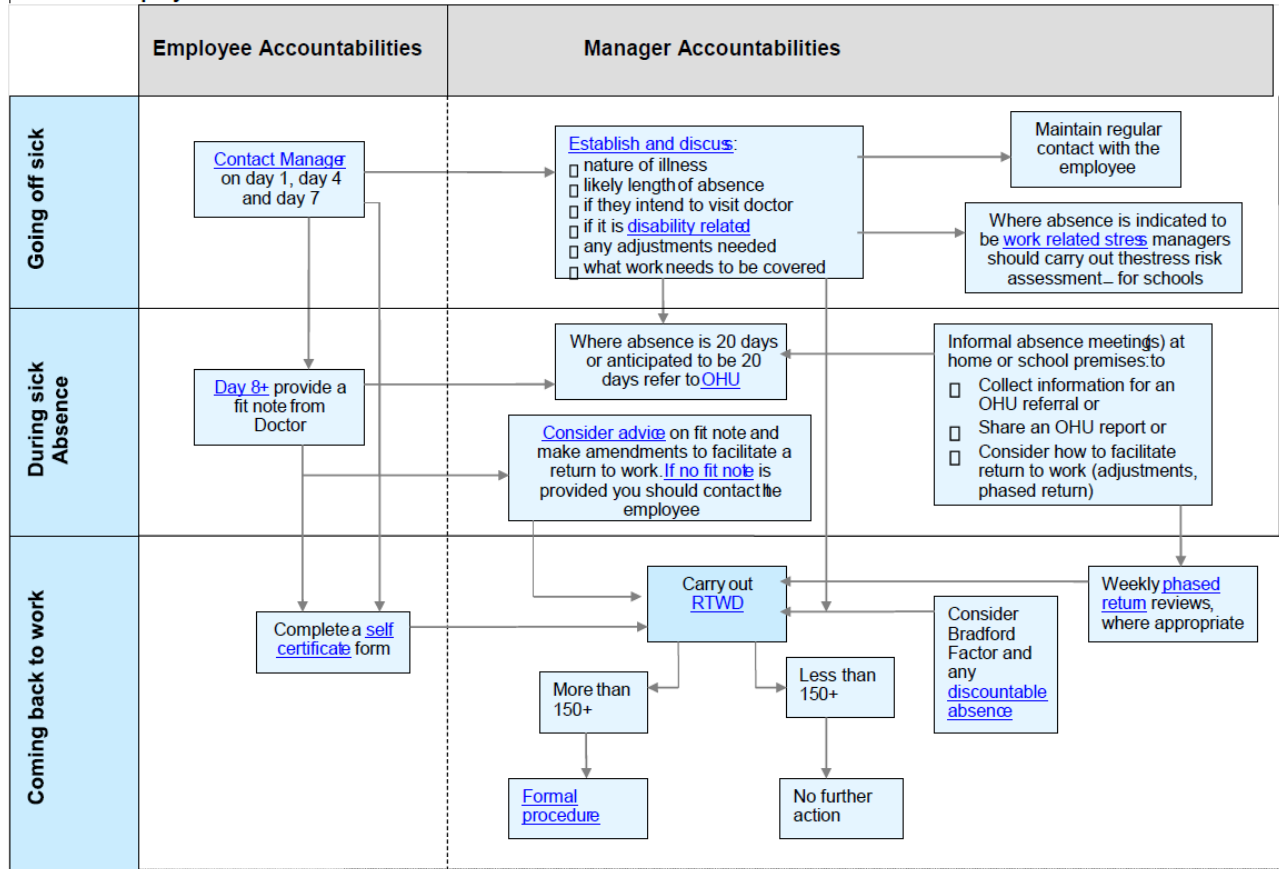 Employee Accountabilities
Manager Accountabilities
Going off sick
Contact Manager
on day 1, day 4
and day 7
Establish and discuss:
nature of illness
likely length of absence
if they intend to visit doctor
if it is disability related
any adjustments needed
what work needs to be covered
Maintain regular
contact with the
employee
Where absence is indicated to
be work related stress managers
should carry out thestress risk
assessment – for schools
During sick
Absence
Day 8+ provide a
fit note from
Doctor
Where absence is 20 days
or anticipated to be 20
days refer to OHU
Consider advice on fit note and
make amendments to facilitate a
return to work. If no fit note is
provided you should contact the
employee
Informal absence meeting(s) at
home or school premises:to
Collect information for an
OHU referral or
Share an OHU report or
Consider how to facilitate
return to work (adjustments,
phased return)
Coming back to work
Complete a self
certificate form
Carry out
RTWD
More than
150+
Less than
150+
Formal
procedure
No further
action
Consider
Bradford
Factor and
any
discountable
absence
Weekly phased
return reviews,
where appropriate